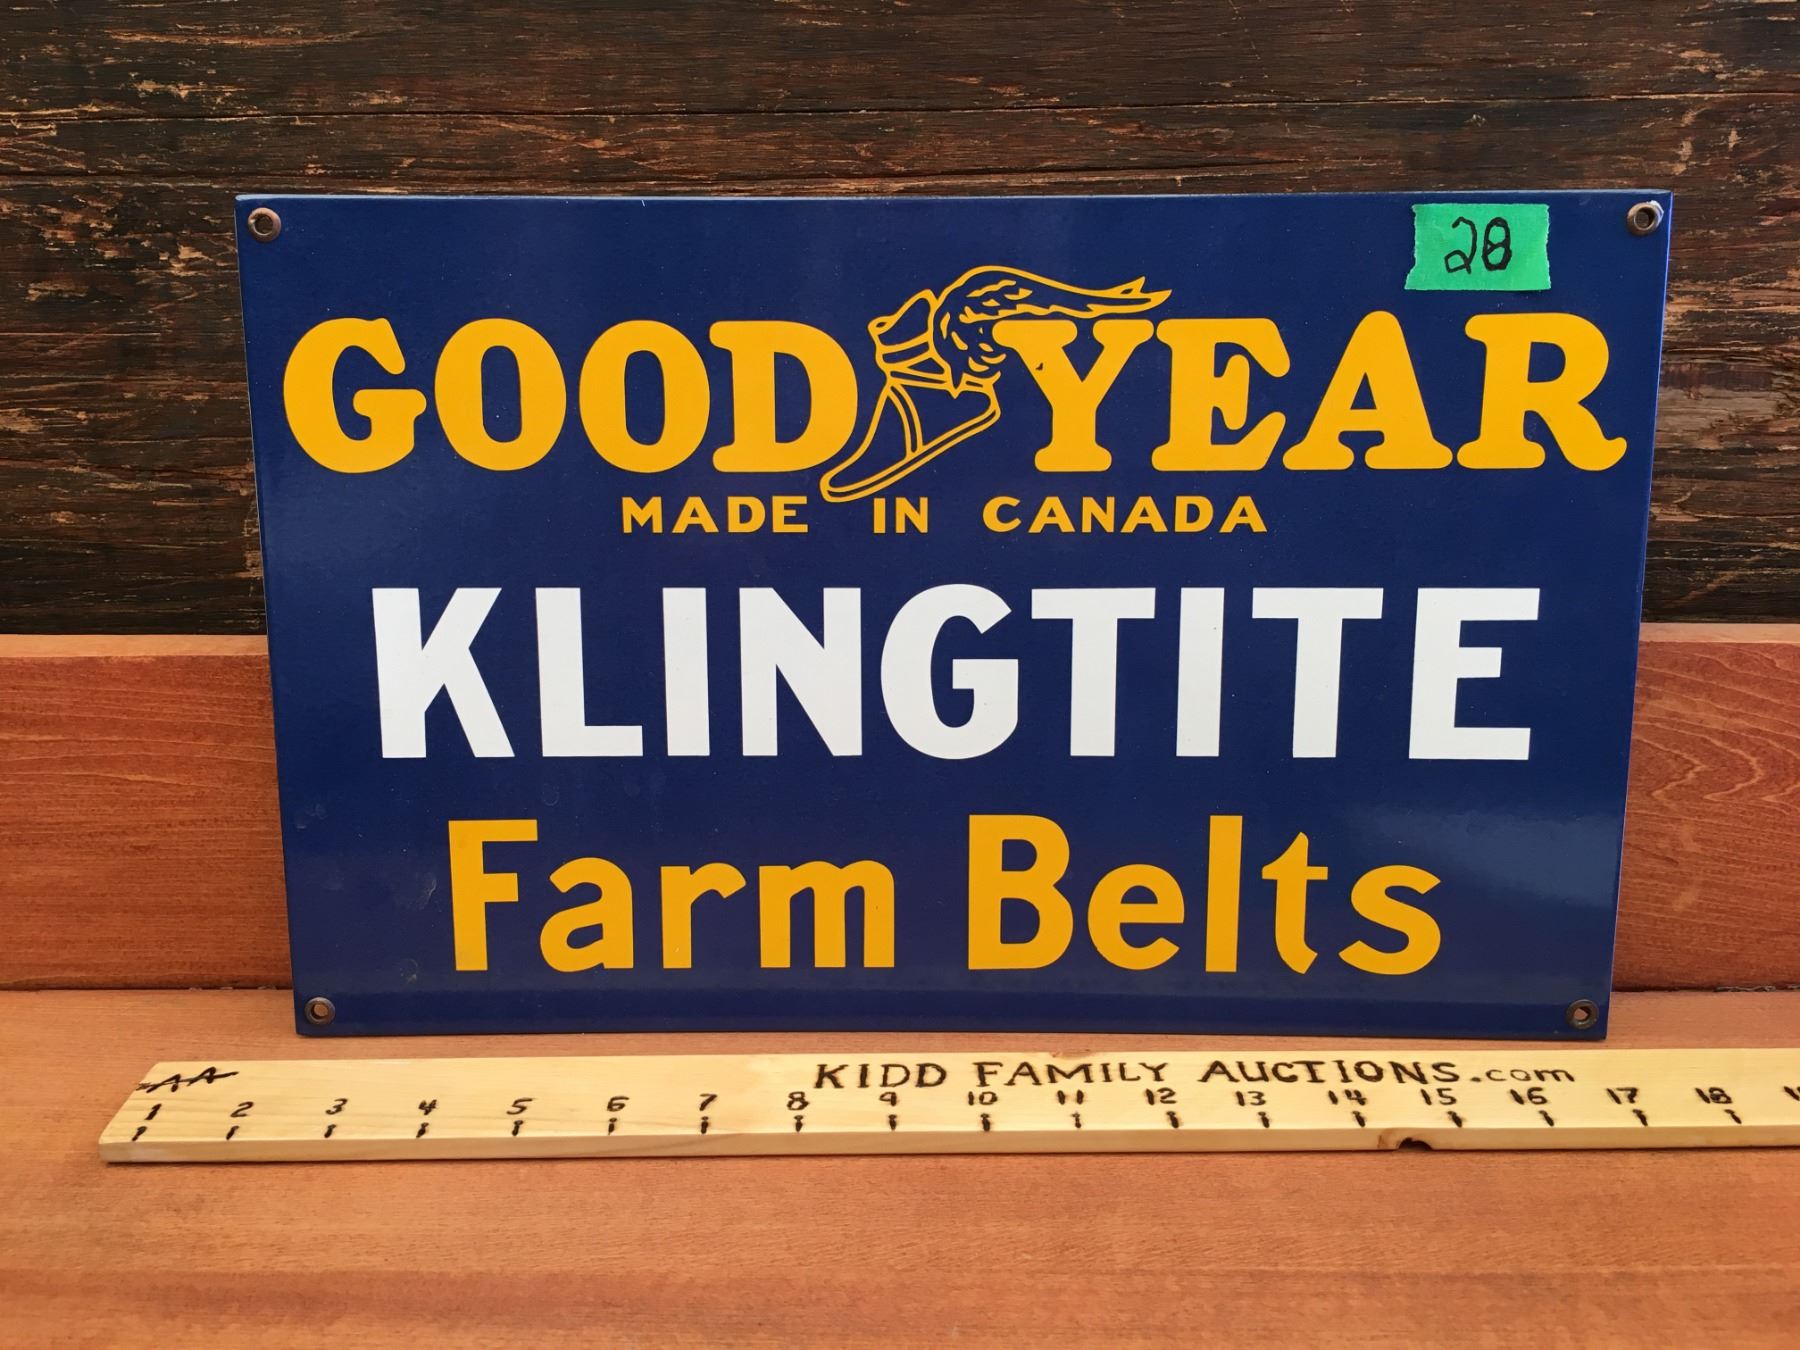 28
GOOD YEAR
MADE IN CANADA
KLINGTITE
Farm Belts
KIDD FAMILY AUCTIONS.com
1 2 3 4 5 6 7 8 9 10 11 12 13 14 15 16 17 18